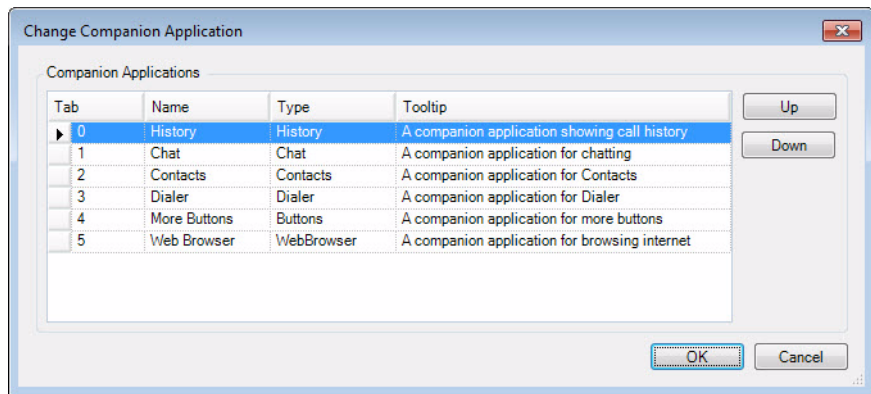 Change Companion Application
Companion Applications
Tab Name Type Tooltip
0 History History A companion application showing call history
1 Chat Chat A companion application for chatting
2 Contacts Contacts A companion application for Contacts
3 Dialer Dialer A companion application for Dialer
4 More Buttons Buttons A companion application for more buttons
5 Web Browser WebBrowser A companion application for browsing internet
Up
Down
OK Cancel